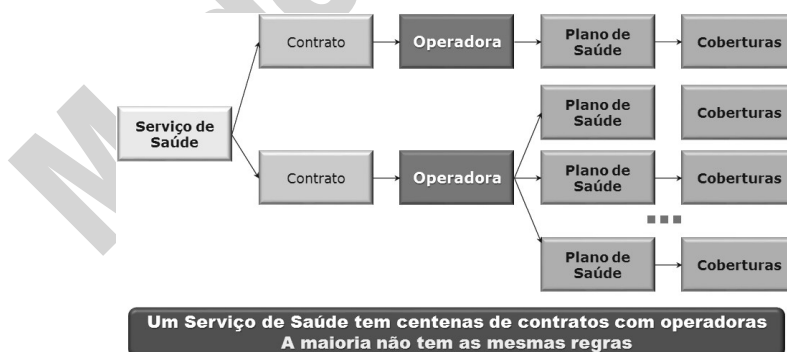 Contrato
Operadora
Plano de
Saúde
Coberturas
Plano de
Saúde
Coberturas
Serviço de
Saúde
Contrato
Operadora
Plano de
Saúde
Coberturas
Plano de
Saúde
Coberturas
Um Serviço de Saúde tem centenas de contratos com operadoras
A maioria não tem as mesmas regras